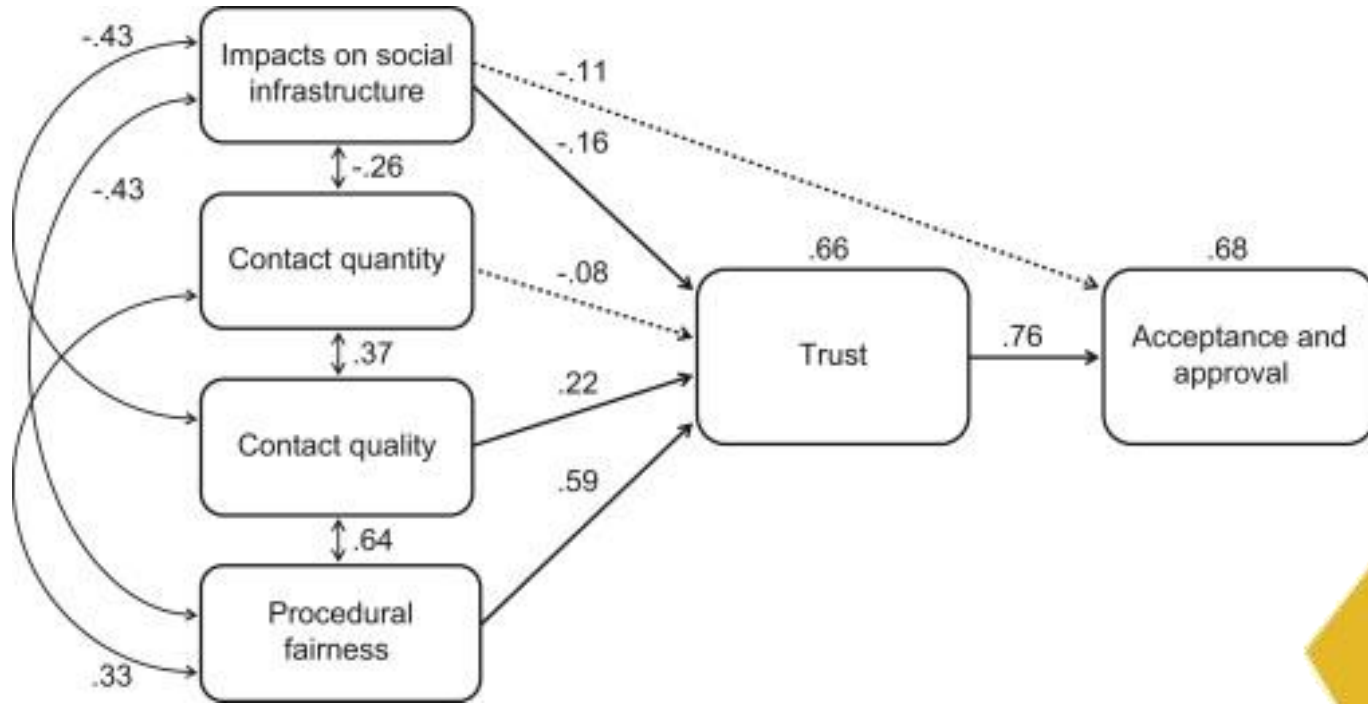 -.43
Impacts on social
infrastructure
-.11
-.16
-.26
-.43
Contact quantity
-.08
.66
.68
.37
Trust
.76
Acceptance and
approval
.22
Contact quality
.59
.64
Procedural
fairness
.33